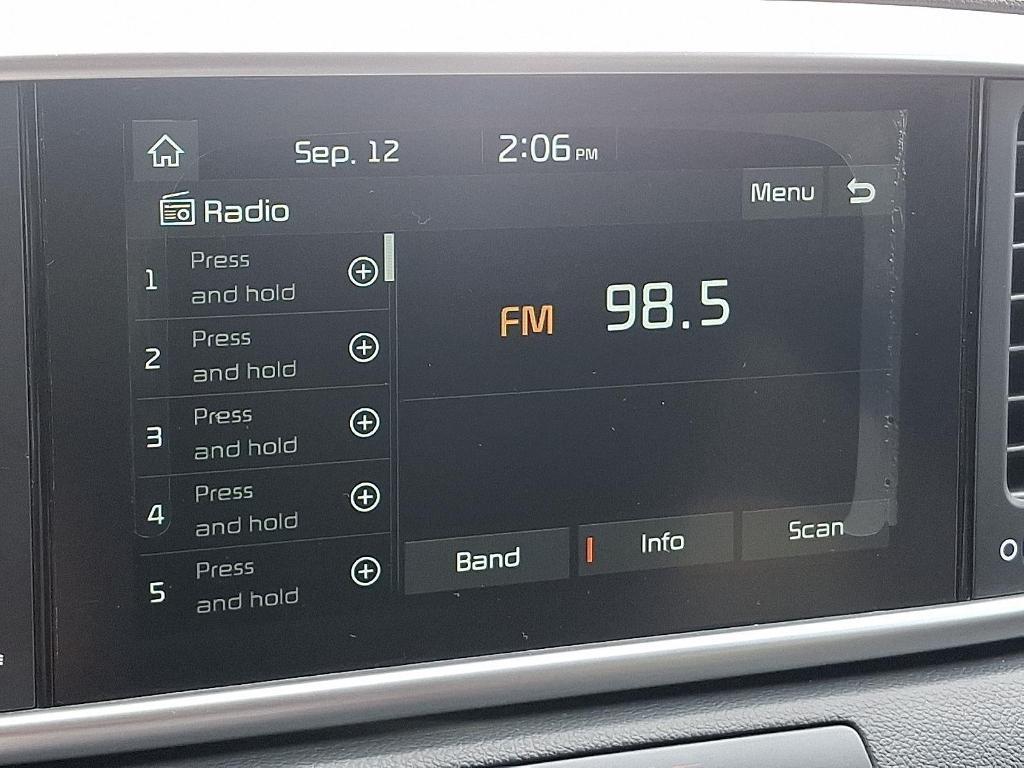 Sep. 12 2:06 PM
Radio Menu
1 Press
and hold
FM 98.5
2 Press
and hold
3 Press
and hold
4 Press
and hold
5 Press
and hold
Band Info Scan